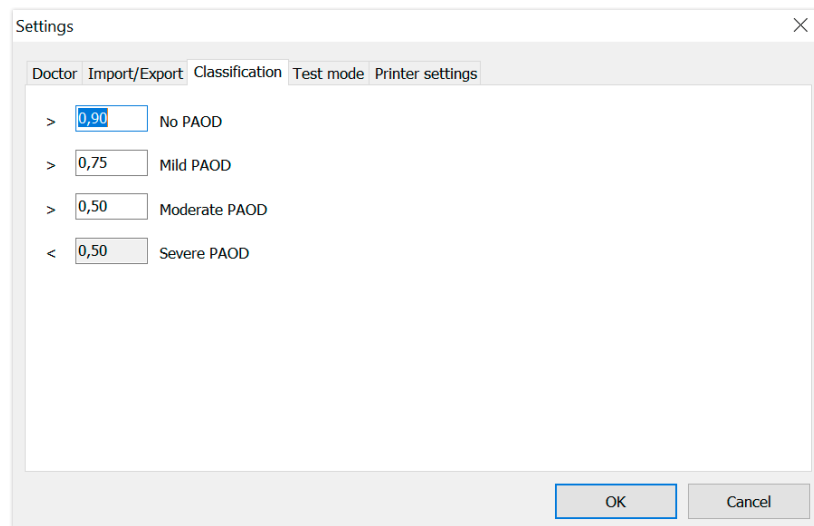 Settings
Doctor Import/Export Classification Test mode Printer settings
> 0,90 No PAOD
> 0,75 Mild PAOD
> 0,50 Moderate PAOD
< 0,50 Severe PAOD
OK Cancel